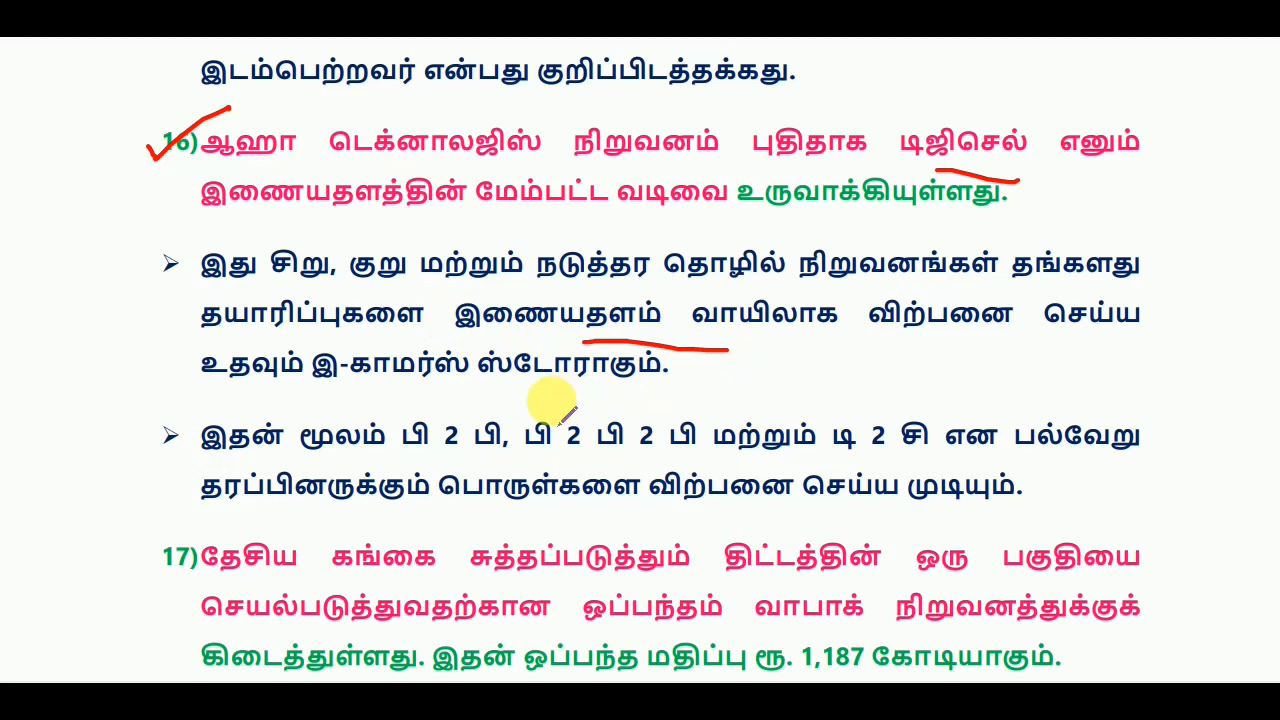 இடம்பெற்றவர் என்பது குறிப்பிடத்தக்கது.
16)ஆஹா டெக்னாலஜிஸ் நிறுவனம் புதிதாக டிஜிசெல் எனும்
இணையதளத்தின் மேம்பட்ட வடிவை உருவாக்கியுள்ளது.
➢ இது சிறு, குறு மற்றும் நடுத்தர தொழில் நிறுவனங்கள் தங்களது
தயாரிப்புகளை இணையதளம் வாயிலாக விற்பனை செய்ய
உதவும் இ-காமர்ஸ் ஸ்டோராகும்.
➢ இதன் மூலம் பி 2 பி, பி 2 பி 2 பி மற்றும் டி 2 சி என பல்வேறு
தரப்பினருக்கும் பொருள்களை விற்பனை செய்ய முடியும்.
17)தேசிய கங்கை சுத்தப்படுத்தும் திட்டத்தின் ஒரு பகுதியை
செயல்படுத்துவதற்கான ஒப்பந்தம் வாபாக் நிறுவனத்துக்குக்
கிடைத்துள்ளது. இதன் ஒப்பந்த மதிப்பு ரூ. 1,187 கோடியாகும்.